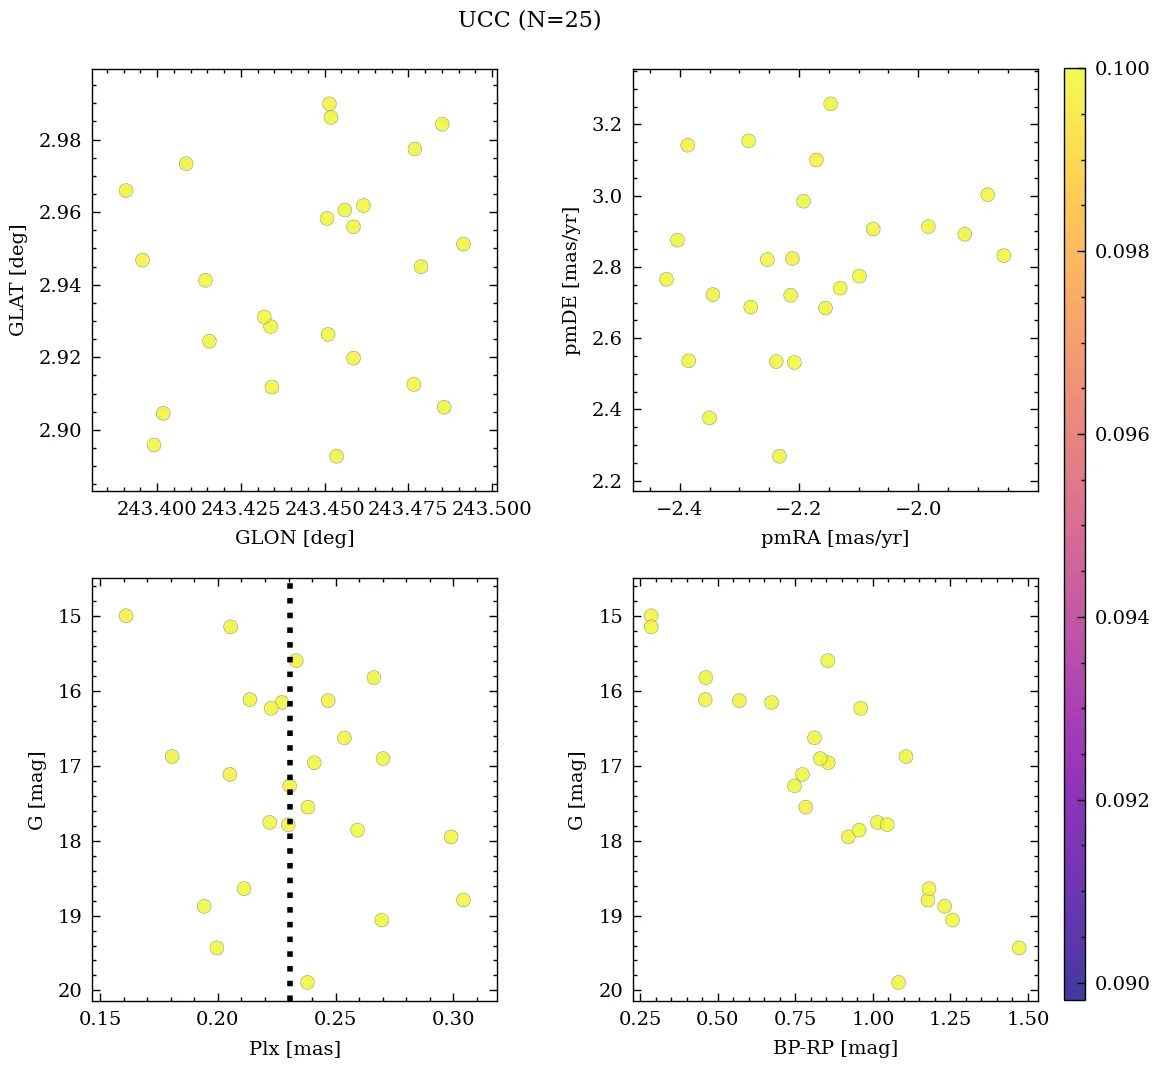 UCC (N=25)
2.98
2.96
2.94
2.92
2.90
GLAT [deg]
243.400 243.425 243.450 243.475 243.500
GLON [deg]
3.2
3.0
2.8
2.6
2.4
2.2
pmDE [mas/yr]
−2.4 −2.2 −2.0
pmRA [mas/yr]
0.100
0.098
0.096
0.094
0.092
0.090
15
16
17
18
19
20
G [mag]
0.15 0.20 0.25 0.30
Plx [mas]
15
16
17
18
19
20
G [mag]
0.25 0.50 0.75 1.00 1.25 1.50
BP-RP [mag]